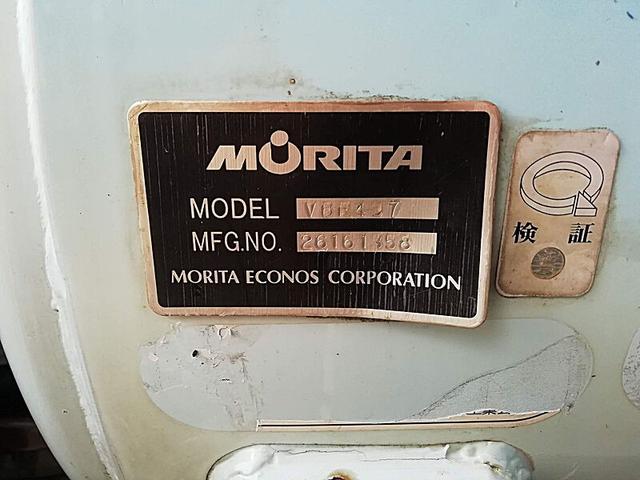 MORITA
MODEL
MFG.NO.
MORITA ECONOS CORPORATION
検 証